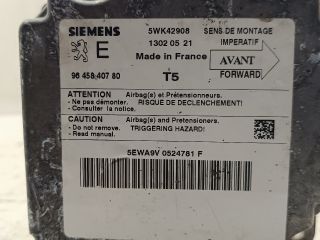 SIEMENS 5WK42908 SENS DE MONTAGE
E 1302 05 21 IMPERATIF
Made in France AVANT
96 458 407 80 T5 FORWARD
ATTENTION Airbag(s) et Prétensionneurs.
- Ne pas démonter. RISQUE DE DECLENCHEMENT!
- Consulter la notice.
CAUTION Airbag(s) and Pretensioners.
- Do not remove. TRIGGERING HAZARD!
- Read manual.
5EWA9V 0524781 F